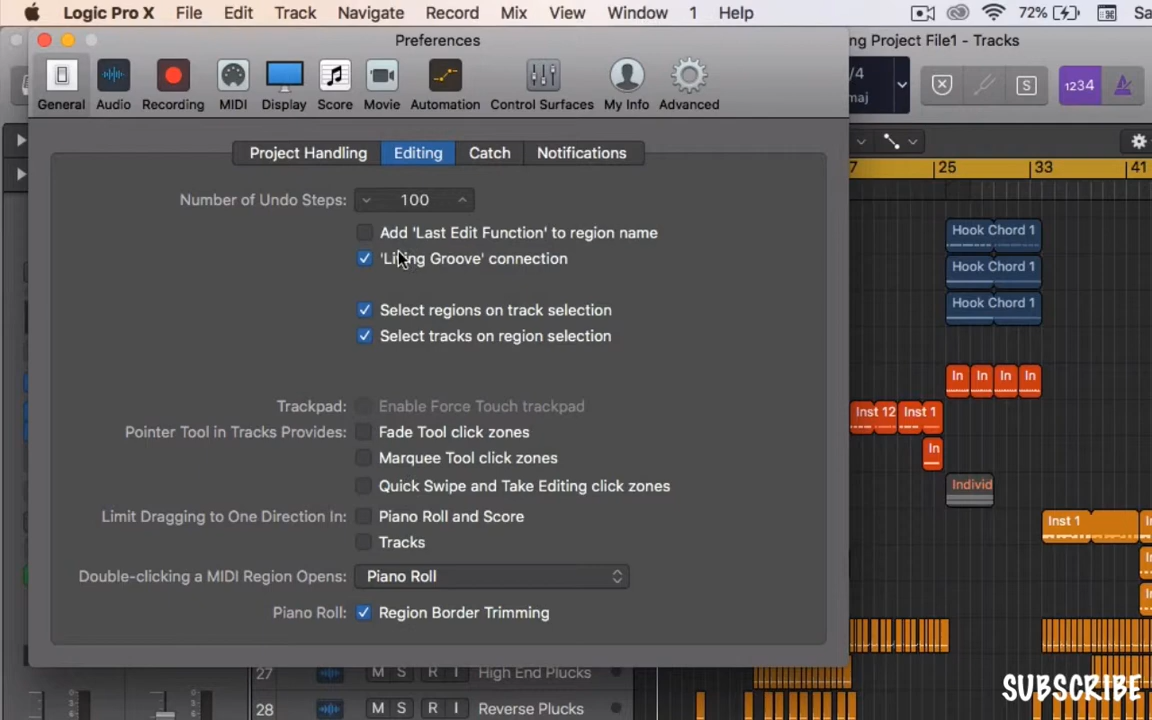 Logic Pro X File Edit Track Navigate Record Mix View Window 1 Help 72% Sa
Preferences
ng Project File1 - Tracks
General Audio Recording MIDI Display Score Movie Automation Control Surfaces My Info Advanced
/4
maj
S
1234
Project Handling Editing Catch Notifications
25 33 41
Number of Undo Steps: 100
Add 'Last Edit Function' to region name
Hook Chord 1
'Living Groove' connection
Hook Chord 1
Select regions on track selection
Hook Chord 1
Select tracks on region selection
In In In In
Trackpad: Enable Force Touch trackpad
Inst 12 Inst 1
Pointer Tool in Tracks Provides: Fade Tool click zones
In
Marquee Tool click zones
Quick Swipe and Take Editing click zones
Individ
Limit Dragging to One Direction In: Piano Roll and Score
Inst 1
Tracks
Double-clicking a MIDI Region Opens: Piano Roll
Piano Roll: Region Border Trimming
27 M S R I High End Plucks
SUBSCRIBE
28 M S R I Reverse Plucks